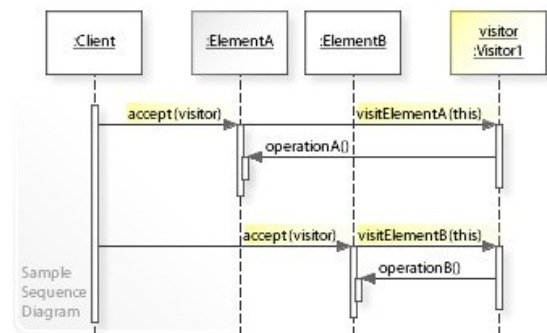 :Client
:ElementA
:ElementB
visitor
:Visitor1
accept(visitor)
visitElementA(this)
operationA()
accept(visitor)
visitElementB(this)
operationB()
Sample
Sequence
Diagram